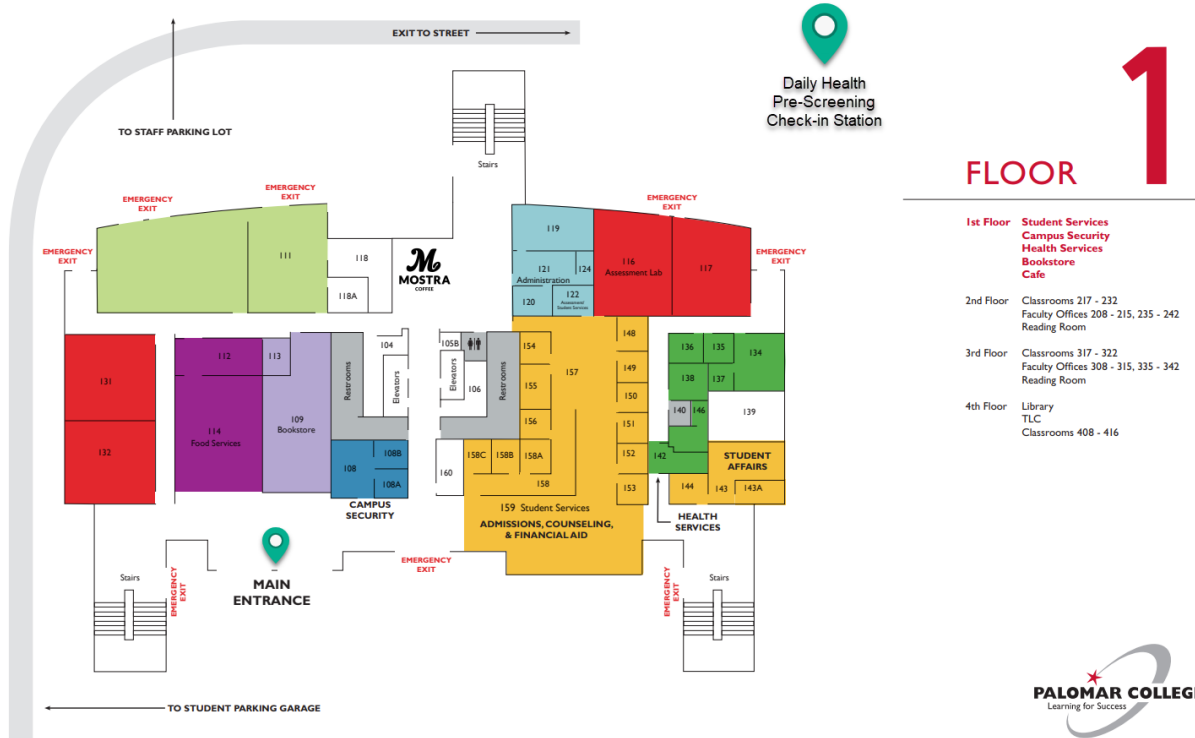 EXIT TO STREET
Daily Health
Pre-Screening
Check-in Station
1
FLOOR
TO STAFF PARKING LOT
Stairs
EMERGENCY
EXIT
EMERGENCY
EXIT
EMERGENCY
EXIT
EMERGENCY
EXIT
EMERGENCY
EXIT
111
118
118A
M
MOSTRA
COFFEE
119
121
124
Administration
120
122
Assessment
Student Services
116
Assessment Lab
117
1st Floor Student Services
Campus Security
Health Services
Bookstore
Cafe
2nd Floor Classrooms 217 - 232
Faculty Offices 208 - 215, 235 - 242
Reading Room
3rd Floor Classrooms 317 - 322
Faculty Offices 308 - 315, 335 - 342
Reading Room
4th Floor Library
TLC
Classrooms 408 - 416
131
132
112
113
114
Food Services
109
Bookstore
Restrooms
104
Elevators
105B
Elevators
106
Restrooms
108
108B
108A
CAMPUS
SECURITY
160
154
155
156
157
158C
158B
158A
158
148
149
150
151
152
153
159 Student Services
ADMISSIONS, COUNSELING,
& FINANCIAL AID
136
135
134
138
137
140
146
139
142
STUDENT
AFFAIRS
144
143
143A
HEALTH
SERVICES
MAIN
ENTRANCE
EMERGENCY
EXIT
EMERGENCY
EXIT
EMERGENCY
EXIT
Stairs
Stairs
TO STUDENT PARKING GARAGE
PALOMAR COLLEGE
Learning for Success